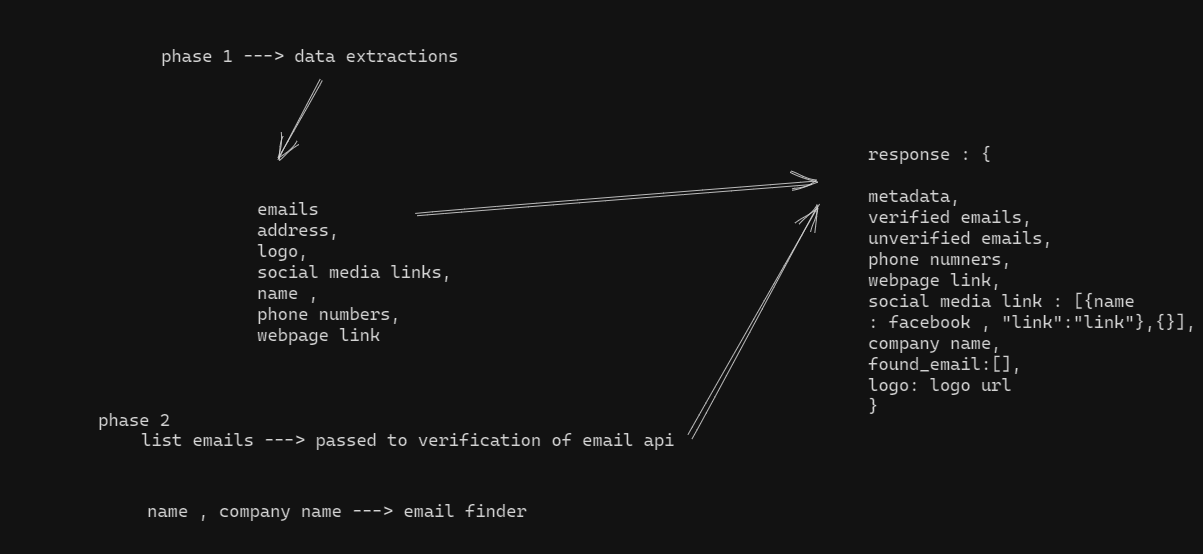 phase 1 ---> data extractions
emails
address,
logo,
social media links,
name ,
phone numbers,
webpage link
response : {
metadata,
verified emails,
unverified emails,
phone numners,
webpage link,
social media link : [{name
: facebook , "link":"link"},{}],
company name,
found_email:[],
logo: logo url
}
phase 2
list emails ---> passed to verification of email api
name , company name ---> email finder